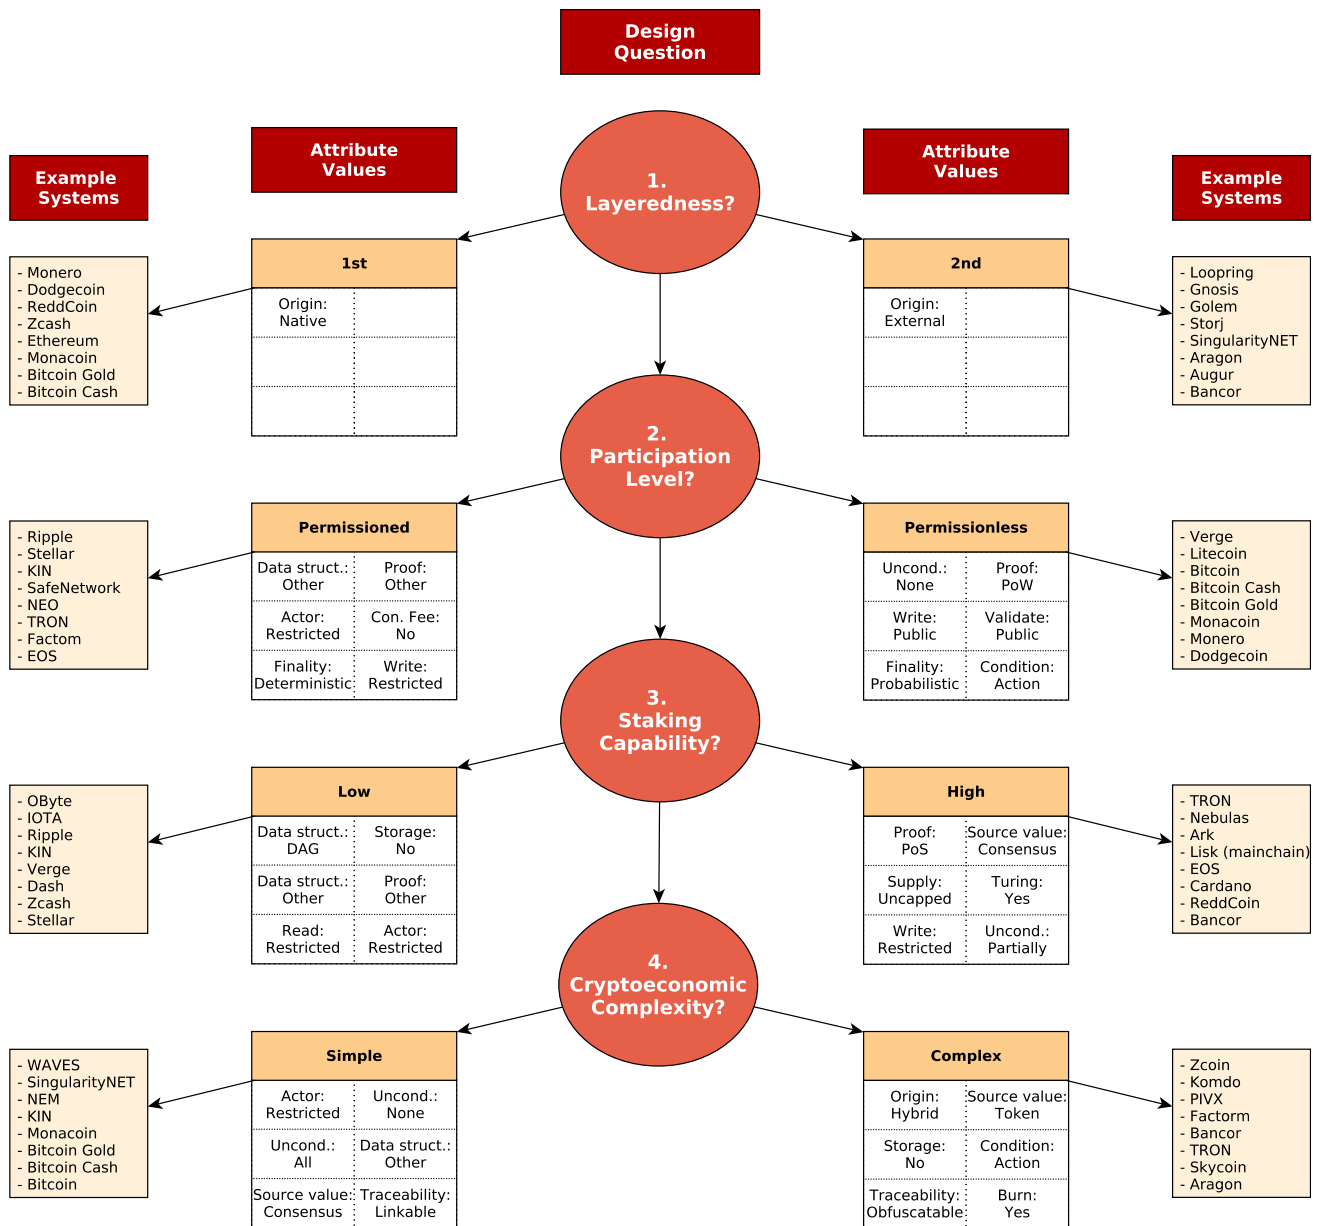 Design
Question
Attribute
Values
Attribute
Values
Example
Systems
Example
Systems
1.
Layeredness?
1st
Origin:
Native
2nd
Origin:
External
- Monero
- Dodgecoin
- ReddCoin
- Zcash
- Ethereum
- Monacoin
- Bitcoin Gold
- Bitcoin Cash
- Loopring
- Gnosis
- Golem
- Storj
- SingularityNET
- Aragon
- Augur
- Bancor
2.
Participation
Level?
Permissioned
Data struct.:
Other
Proof:
Other
Actor:
Restricted
Con. Fee:
No
Finality:
Deterministic
Write:
Restricted
Permissionless
Uncond.:
None
Proof:
PoW
Write:
Public
Validate:
Public
Finality:
Probabilistic
Condition:
Action
- Ripple
- Stellar
- KIN
- SafeNetwork
- NEO
- TRON
- Factom
- EOS
- Verge
- Litecoin
- Bitcoin
- Bitcoin Cash
- Bitcoin Gold
- Monacoin
- Monero
- Dodgecoin
3.
Staking
Capability?
Low
Data struct.:
DAG
Storage:
No
Data struct.:
Other
Proof:
Other
Read:
Restricted
Actor:
Restricted
High
Proof:
PoS
Source value:
Consensus
Supply:
Uncapped
Turing:
Yes
Write:
Restricted
Uncond.:
Partially
- OByte
- IOTA
- Ripple
- KIN
- Verge
- Dash
- Zcash
- Stellar
- TRON
- Nebulas
- Ark
- Lisk (mainchain)
- EOS
- Cardano
- ReddCoin
- Bancor
4.
Cryptoeconomic
Complexity?
Simple
Actor:
Restricted
Uncond.:
None
Uncond.:
All
Data struct.:
Other
Source value:
Consensus
Traceability:
Linkable
Complex
Origin:
Hybrid
Source value:
Token
Storage:
No
Condition:
Action
Traceability:
Obfuscatable
Burn:
Yes
- WAVES
- SingularityNET
- NEM
- KIN
- Monacoin
- Bitcoin Gold
- Bitcoin Cash
- Bitcoin
- Zcoin
- Komdo
- PIVX
- Factorm
- Bancor
- TRON
- Skycoin
- Aragon